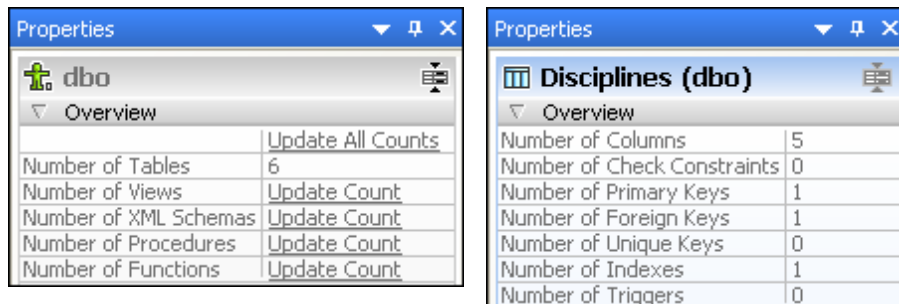 Properties
dbo
Overview
Update All Counts
Number of Tables 6
Number of Views Update Count
Number of XML Schemas Update Count
Number of Procedures Update Count
Number of Functions Update Count
Properties
Disciplines (dbo)
Overview
Number of Columns 5
Number of Check Constraints 0
Number of Primary Keys 1
Number of Foreign Keys 1
Number of Unique Keys 0
Number of Indexes 1
Number of Triggers 0